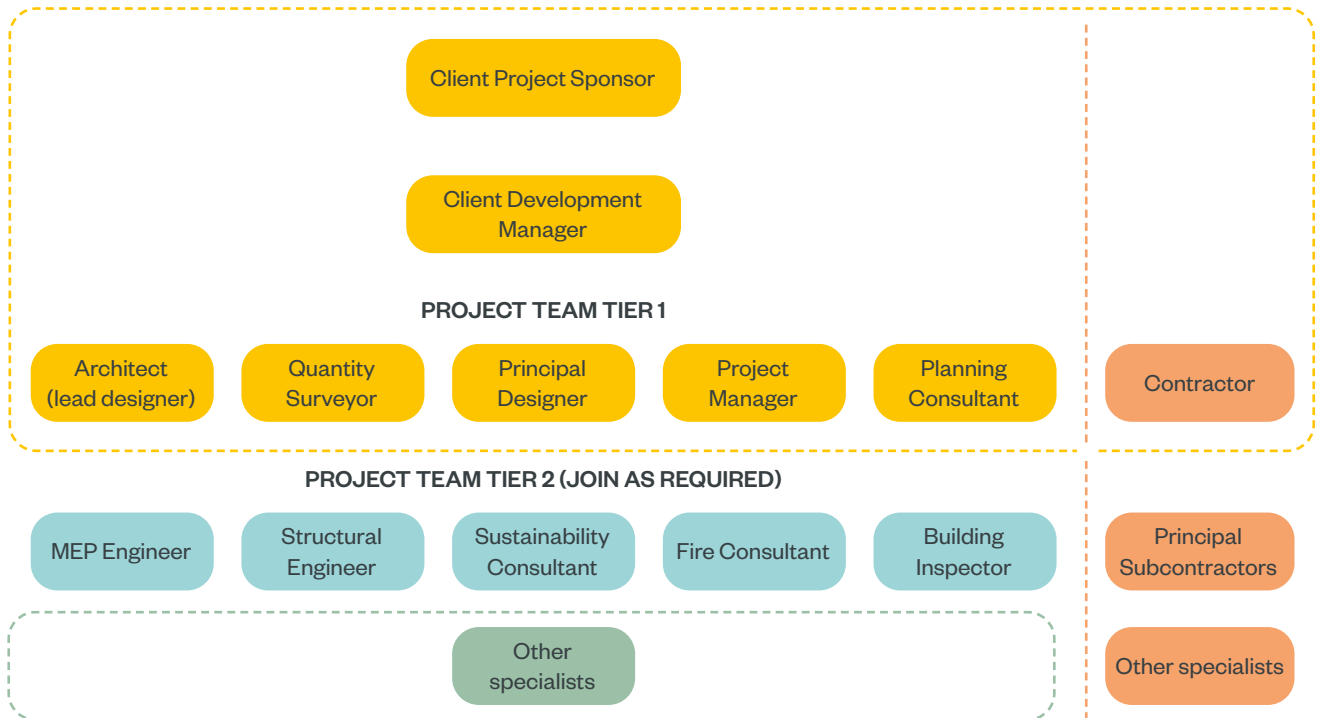 Client Project Sponsor
Client Development
Manager
PROJECT TEAM TIER 1
Architect
(lead designer)
Quantity
Surveyor
Principal
Designer
Project
Manager
Planning
Consultant
Contractor
PROJECT TEAM TIER 2 (JOIN AS REQUIRED)
MEP Engineer
Structural
Engineer
Sustainability
Consultant
Fire Consultant
Building
Inspector
Principal
Subcontractors
Other
specialists
Other specialists